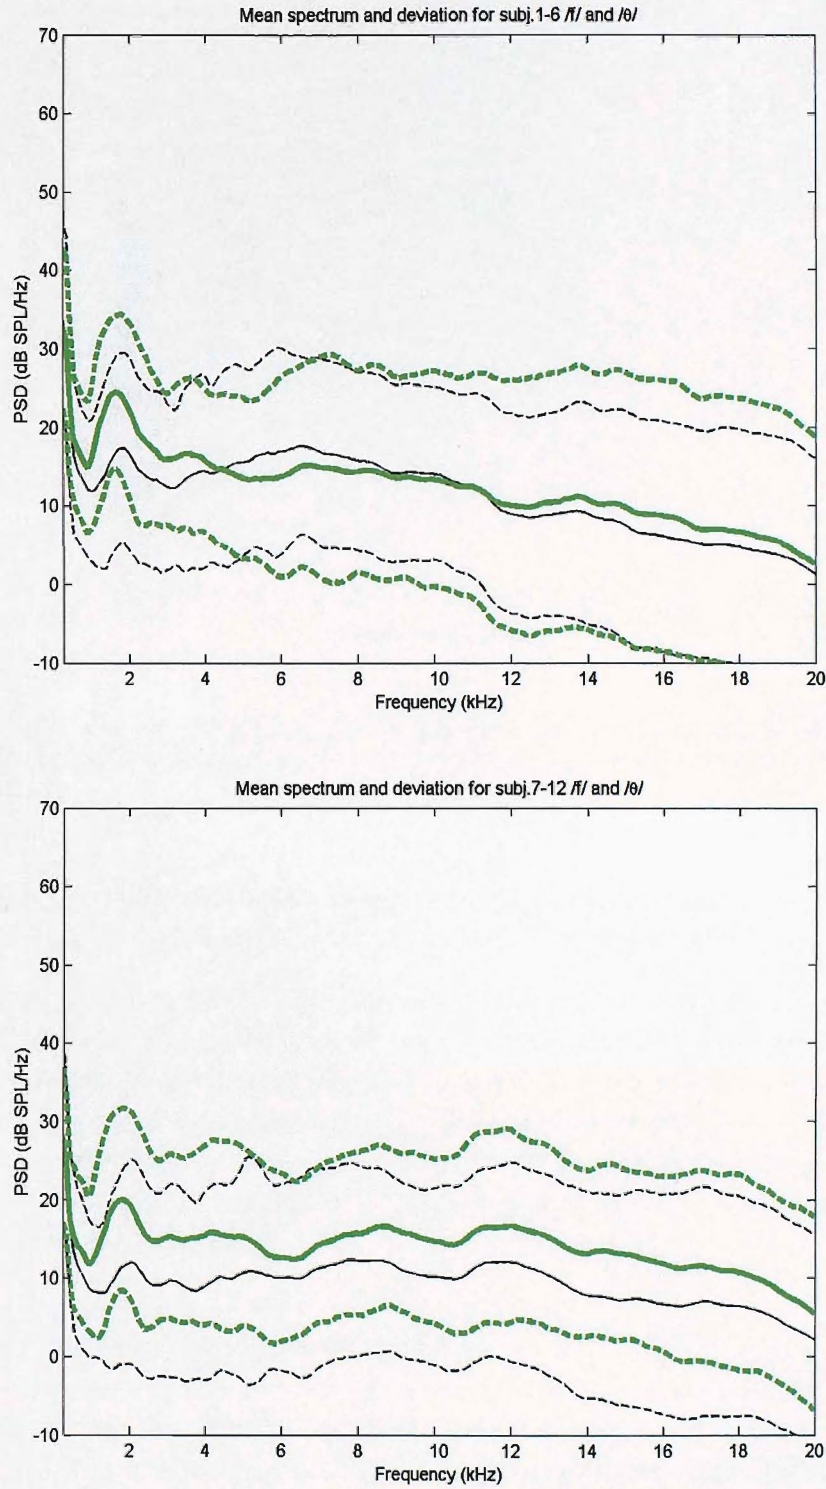 Mean spectrum and deviation for subj.1-6 /f/ and /θ/
70
60
50
40
30
20
10
0
-10
PSD (dB SPL/Hz)
2 4 6 8 10 12 14 16 18 20
Frequency (kHz)
Mean spectrum and deviation for subj.7-12 /f/ and /θ/
70
60
50
40
30
20
10
0
-10
PSD (dB SPL/Hz)
2 4 6 8 10 12 14 16 18 20
Frequency (kHz)